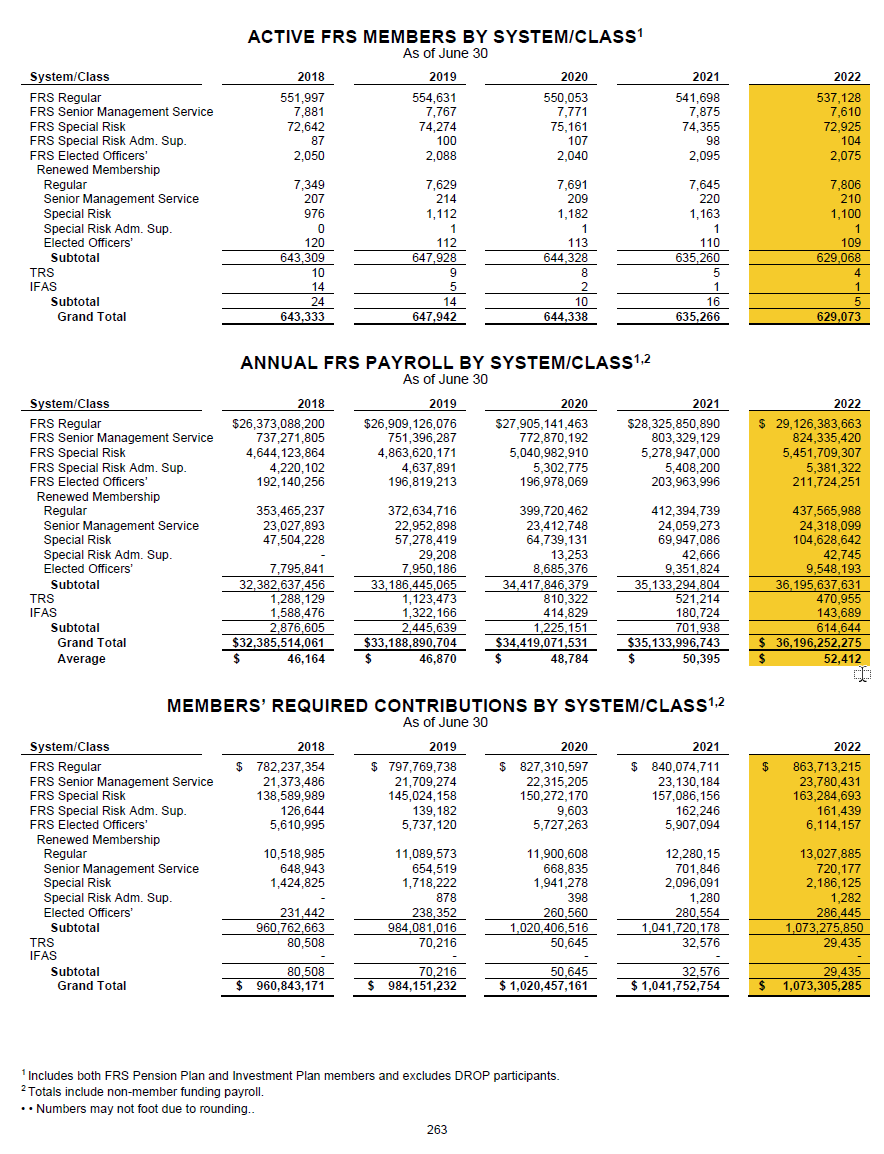 ACTIVE FRS MEMBERS BY SYSTEM/CLASS1
As of June 30
System/Class 2018 2019 2020 2021 2022
FRS Regular 551,997 554,631 550,053 541,698 537,128
FRS Senior Management Service 7,881 7,767 7,771 7,875 7,610
FRS Special Risk 72,642 74,274 75,161 74,355 72,925
FRS Special Risk Adm. Sup. 87 100 107 98 104
FRS Elected Officers' 2,050 2,088 2,040 2,095 2,075
Renewed Membership
Regular 7,349 7,629 7,691 7,645 7,806
Senior Management Service 207 214 209 220 210
Special Risk 976 1,112 1,182 1,163 1,100
Special Risk Adm. Sup. 0 1 1 1 1
Elected Officers' 120 112 113 110 109
Subtotal 643,309 647,928 644,328 635,260 629,068
TRS 10 9 8 5 4
IFAS 14 5 2 1 1
Subtotal 24 14 10 16 5
Grand Total 643,333 647,942 644,338 635,266 629,073
ANNUAL FRS PAYROLL BY SYSTEM/CLASS1,2
As of June 30
System/Class 2018 2019 2020 2021 2022
FRS Regular $26,373,088,200 $26,909,126,076 $27,905,141,463 $28,325,850,890 $ 29,126,383,663
FRS Senior Management Service 737,271,805 751,396,287 772,870,192 803,329,129 824,335,420
FRS Special Risk 4,644,123,864 4,863,620,171 5,040,982,910 5,278,947,000 5,451,709,307
FRS Special Risk Adm. Sup. 4,220,102 4,637,891 5,302,775 5,408,200 5,381,322
FRS Elected Officers' 192,140,256 196,819,213 196,978,069 203,963,996 211,724,251
Renewed Membership
Regular 353,465,237 372,634,716 399,720,462 412,394,739 437,565,988
Senior Management Service 23,027,893 22,952,898 23,412,748 24,059,273 24,318,099
Special Risk 47,504,228 57,278,419 64,739,131 69,947,086 104,628,642
Special Risk Adm. Sup. - 29,208 13,253 42,666 42,745
Elected Officers' 7,795,841 7,950,186 8,685,376 9,351,824 9,548,193
Subtotal 32,382,637,456 33,186,445,065 34,417,846,379 35,133,294,804 36,195,637,631
TRS 1,288,129 1,123,473 810,322 521,214 470,955
IFAS 1,588,476 1,322,166 414,829 180,724 143,689
Subtotal 2,876,605 2,445,639 1,225,151 701,938 614,644
Grand Total $32,385,514,061 $33,188,890,704 $34,419,071,531 $35,133,996,743 $ 36,196,252,275
Average $ 46,164 $ 46,870 $ 48,784 $ 50,395 $ 52,412
MEMBERS' REQUIRED CONTRIBUTIONS BY SYSTEM/CLASS1,2
As of June 30
System/Class 2018 2019 2020 2021 2022
FRS Regular $ 782,237,354 $ 797,769,738 $ 827,310,597 $ 840,074,711 $ 863,713,215
FRS Senior Management Service 21,373,486 21,709,274 22,315,205 23,130,184 23,780,431
FRS Special Risk 138,589,989 145,024,158 150,272,170 157,086,156 163,284,693
FRS Special Risk Adm. Sup. 126,644 139,182 9,603 162,246 161,439
FRS Elected Officers' 5,610,995 5,737,120 5,727,263 5,907,094 6,114,157
Renewed Membership
Regular 10,518,985 11,089,573 11,900,608 12,280,15 13,027,885
Senior Management Service 648,943 654,519 668,835 701,846 720,177
Special Risk 1,424,825 1,718,222 1,941,278 2,096,091 2,186,125
Special Risk Adm. Sup. - 878 398 1,280 1,282
Elected Officers' 231,442 238,352 260,560 280,554 286,445
Subtotal 960,762,663 984,081,016 1,020,406,516 1,041,720,178 1,073,275,850
TRS 80,508 70,216 50,645 32,576 29,435
IFAS - - - - -
Subtotal 80,508 70,216 50,645 32,576 29,435
Grand Total $ 960,843,171 $ 984,151,232 $ 1,020,457,161 $ 1,041,752,754 $ 1,073,305,285
1 Includes both FRS Pension Plan and Investment Plan members and excludes DROP participants.
2 Totals include non-member funding payroll.
• • Numbers may not foot due to rounding..
263